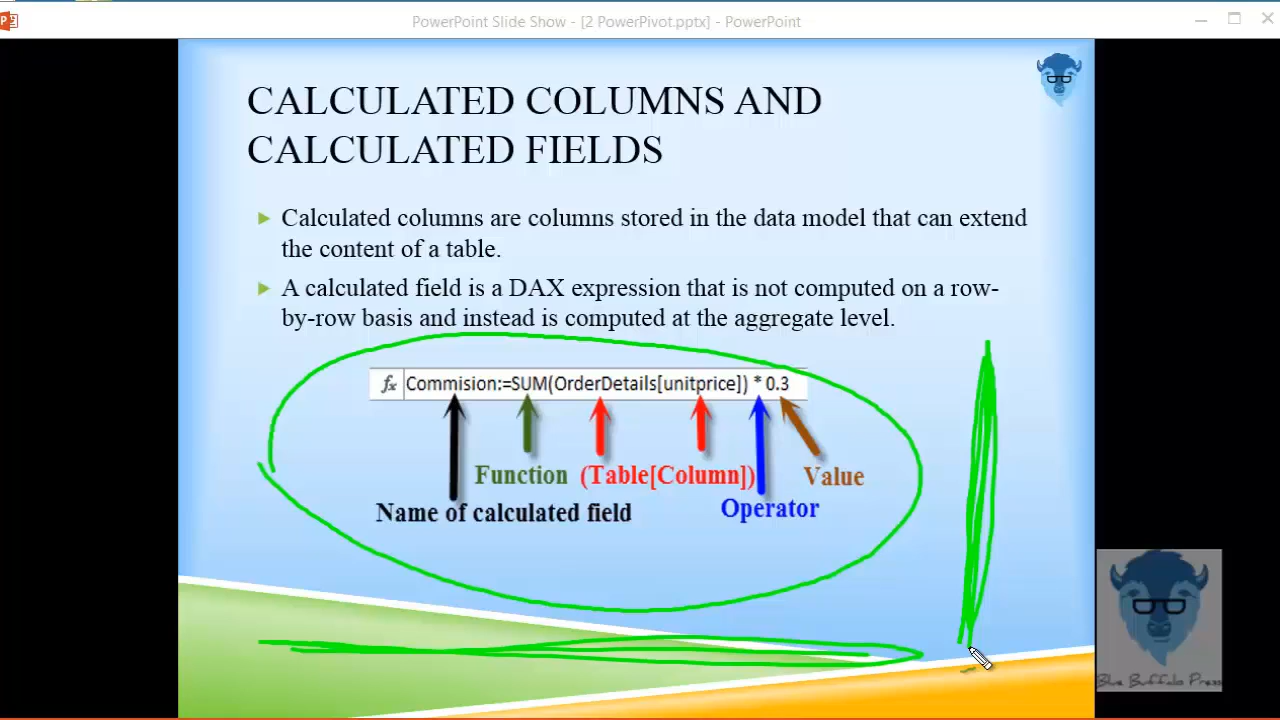 PowerPoint Slide Show - [2 PowerPivot.pptx] - PowerPoint
CALCULATED COLUMNS AND
CALCULATED FIELDS
Calculated columns are columns stored in the data model that can extend
the content of a table.
A calculated field is a DAX expression that is not computed on a row-
by-row basis and instead is computed at the aggregate level.
fx Commision:=SUM(OrderDetails[unitprice]) * 0.3
Function (Table[Column]) Value
Name of calculated field Operator
Blue Buffalo Press